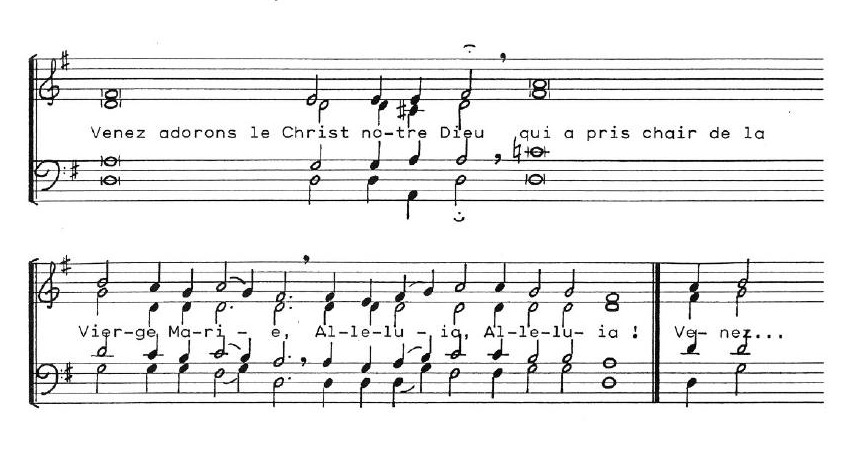 Venez adorons le Christ no-tre Dieu qui a pris chair de la
Vier-ge Ma-ri - e, Al-le-lu - ia, Al-le-lu- ia ! Ve- nez...